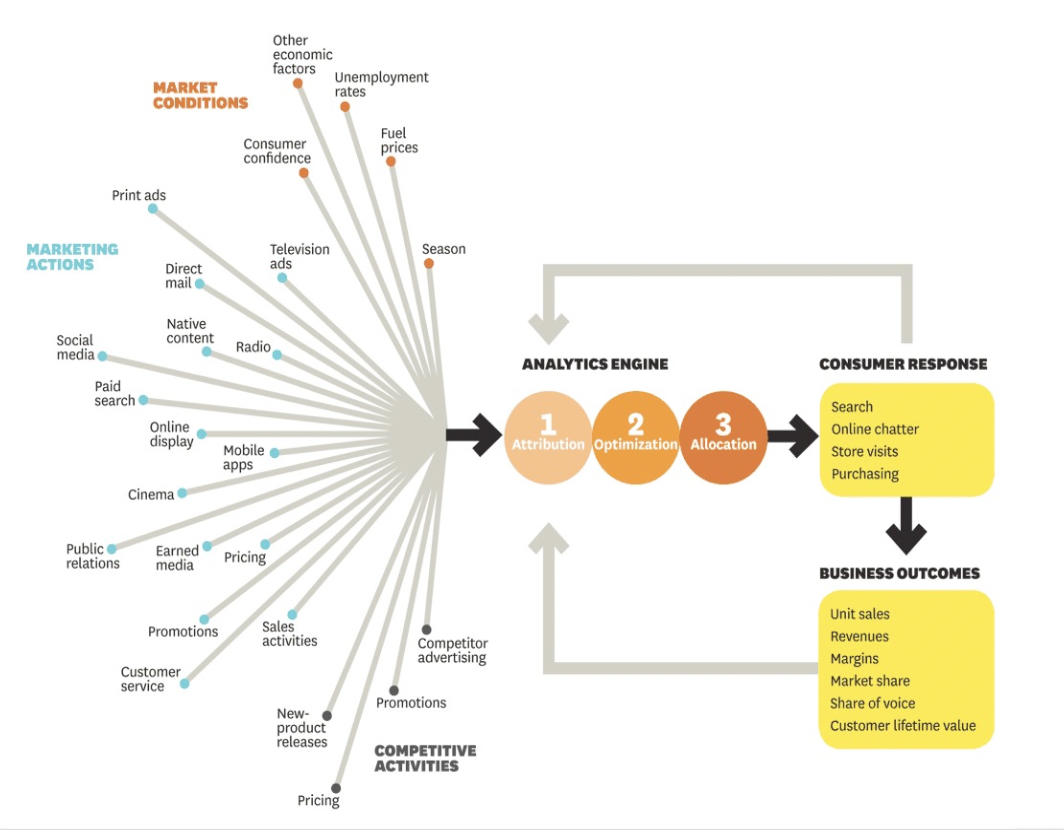 MARKET
CONDITIONS
Other
economic
factors
Unemployment
rates
Consumer
confidence
Fuel
prices
Season
MARKETING
ACTIONS
Print ads
Direct
mail
Television
ads
Native
content
Radio
Social
media
Paid
search
Online
display
Mobile
apps
Cinema
Public
relations
Earned
media
Pricing
Promotions
Sales
activities
Customer
service
COMPETITIVE
ACTIVITIES
Competitor
advertising
Promotions
New-
product
releases
Pricing
ANALYTICS ENGINE
1
Attribution
2
Optimization
3
Allocation
CONSUMER RESPONSE
Search
Online chatter
Store visits
Purchasing
BUSINESS OUTCOMES
Unit sales
Revenues
Margins
Market share
Share of voice
Customer lifetime value